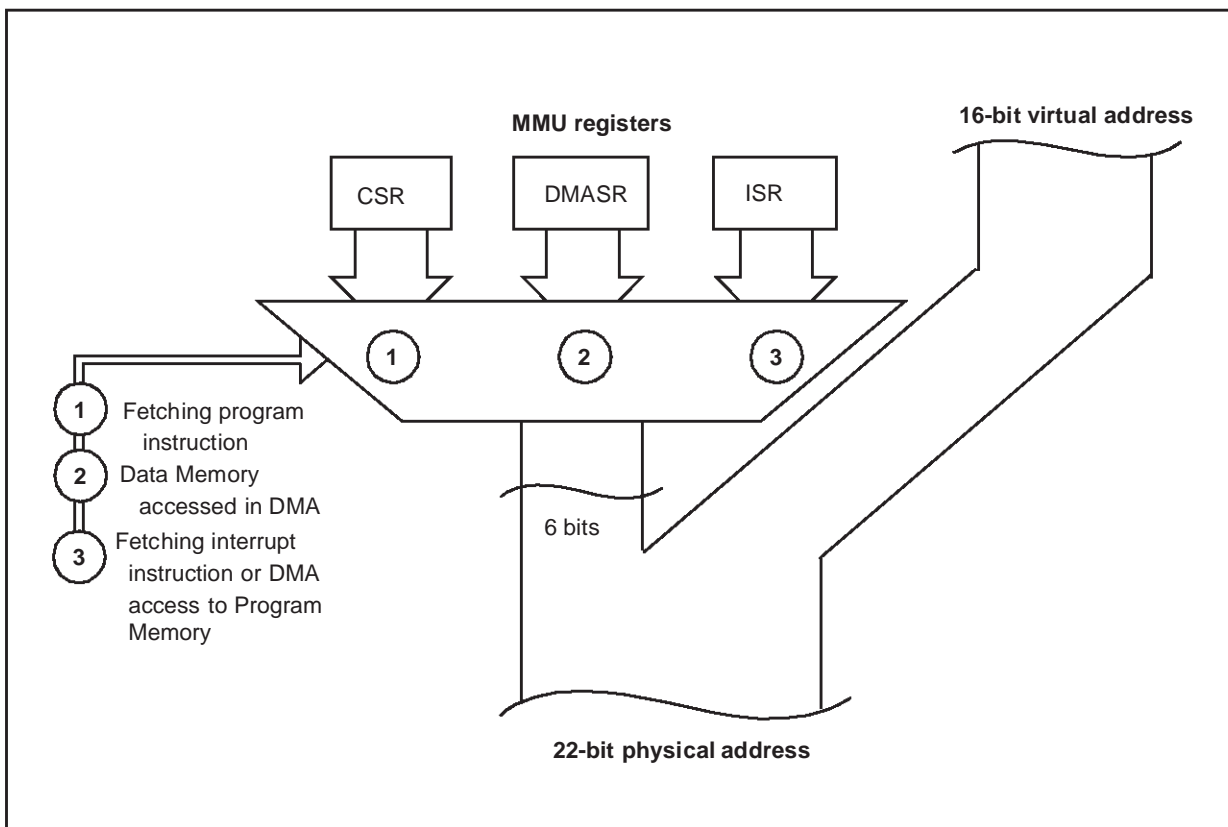 16-bit virtual address
MMU registers
CSR
DMASR
ISR
1
2
3
1
Fetching program
instruction
2
Data Memory
accessed in DMA
3
Fetching interrupt
instruction or DMA
access to Program
Memory
6 bits
22-bit physical address